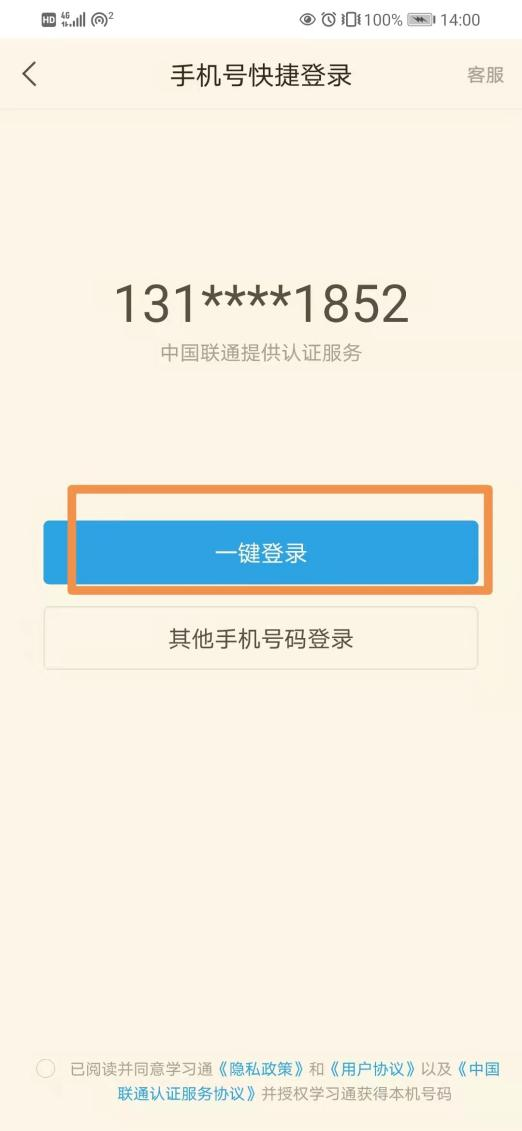 HD 4G 2 100% 14:00
手机号快捷登录 客服
131****1852
中国联通提供认证服务
一键登录
其他手机号码登录
已阅读并同意学习通《隐私政策》和《用户协议》以及《中国
联通认证服务协议》并授权学习通获得本机号码